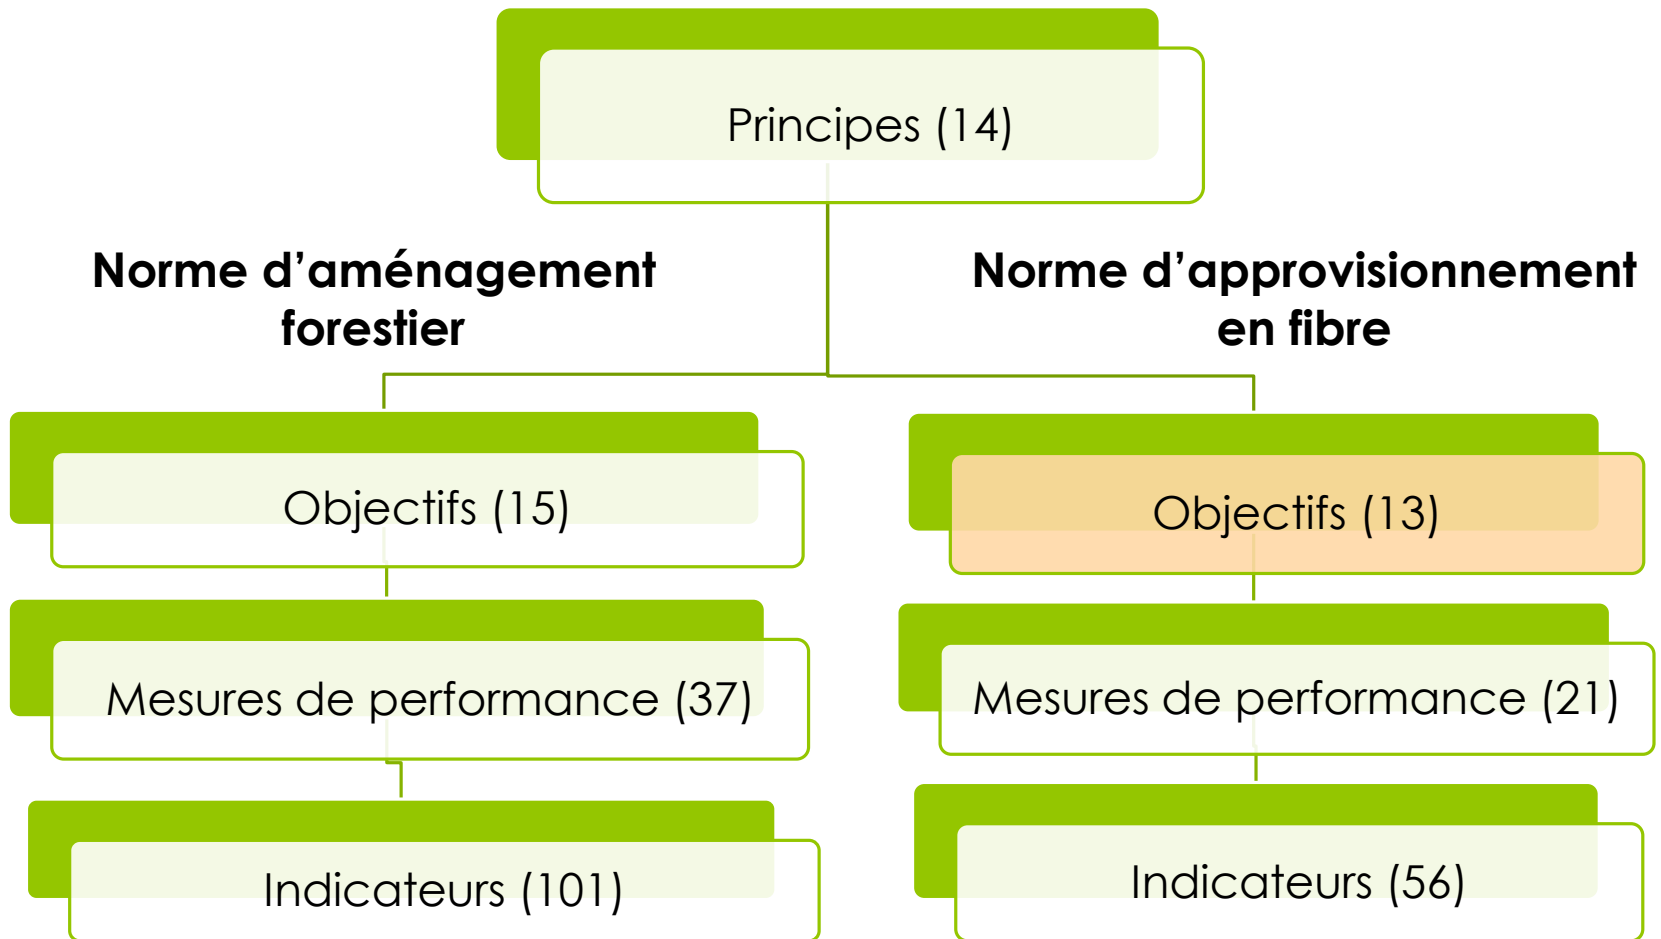 Principes (14)
Norme d’aménagement
forestier
Objectifs (15)
Mesures de performance (37)
Indicateurs (101)
Norme d’approvisionnement
en fibre
Objectifs (13)
Mesures de performance (21)
Indicateurs (56)